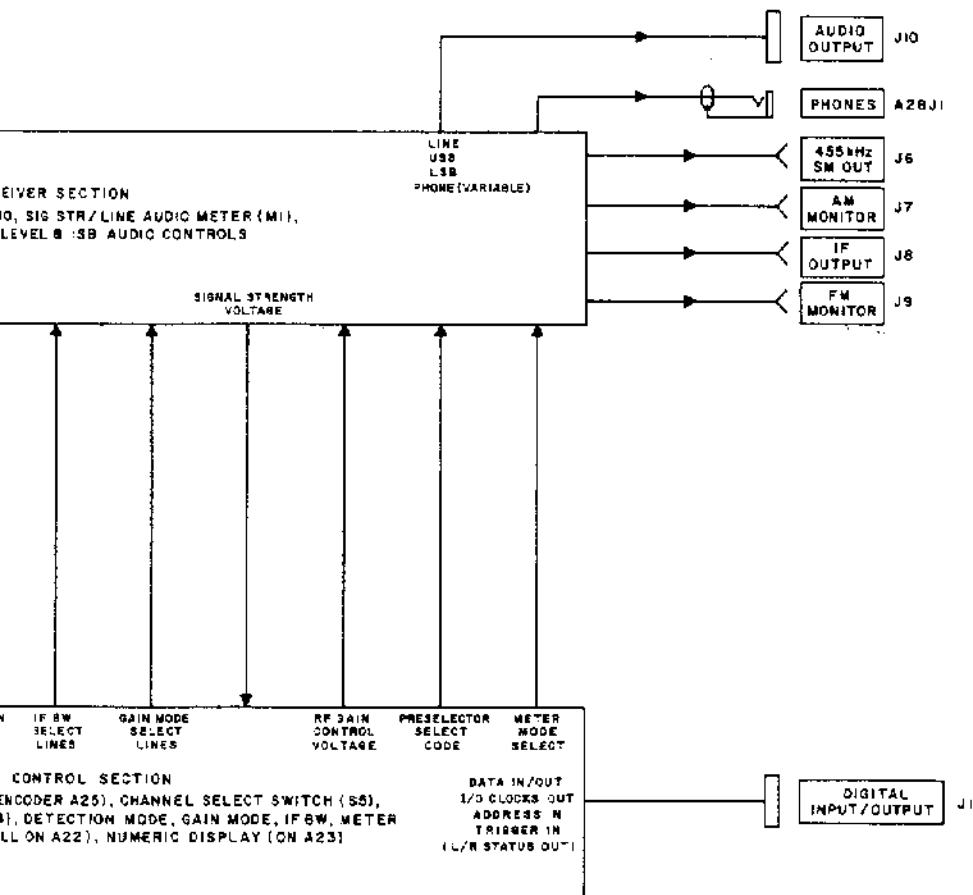 AUDIO
OUTPUT
J10
PHONES
A28J1
LINE
USB
LSB
PHONE(VARIABLE)
455kHz
SM OUT
J6
EIVER SECTION
IO, SIG STR/LINE AUDIO METER (M1),
LEVEL & ISB AUDIO CONTROLS
AM
MONITOR
J7
IF
OUTPUT
J8
SIGNAL STRENGTH
VOLTAGE
FM
MONITOR
J9
IF BW
SELECT
LINES
GAIN MODE
SELECT
LINES
RF GAIN
CONTROL
VOLTAGE
PRESELECTOR
SELECT
CODE
METER
MODE
SELECT
CONTROL SECTION
ENCODER A25), CHANNEL SELECT SWITCH (S5),
), DETECTION MODE, GAIN MODE, IF BW, METER
LL ON A22), NUMERIC DISPLAY (ON A23)
DATA IN/OUT
I/O CLOCKS OUT
ADDRESS IN
TRIGGER IN
(L/R STATUS OUT)
DIGITAL
INPUT/OUTPUT
J1